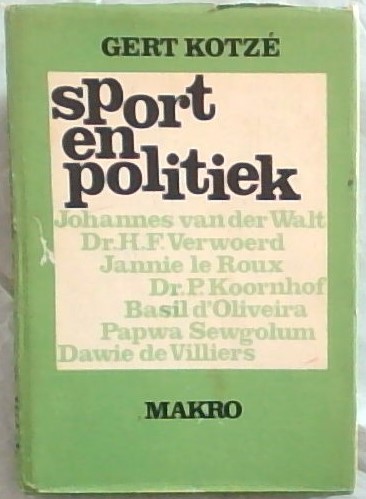 GERT KOTZÉ
sport
en
politiek
Johannes van der Walt
Dr. H.F. Verwoerd
Jannie le Roux
Dr. P. Koornhof
Basil d'Oliveira
Papwa Sewgolum
Dawie de Villiers
MAKRO